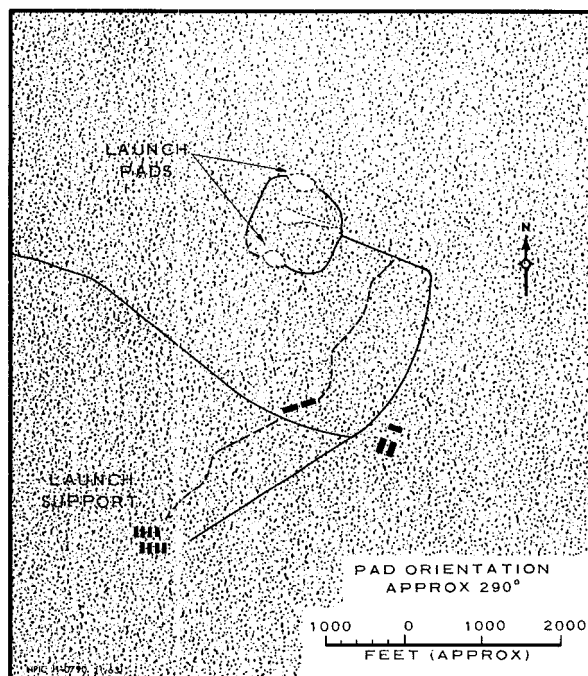 LAUNCH
PADS
N
LAUNCH
SUPPORT
PAD ORIENTATION
APPROX 290°
1000 0 1000 2000
FEET (APPROX)